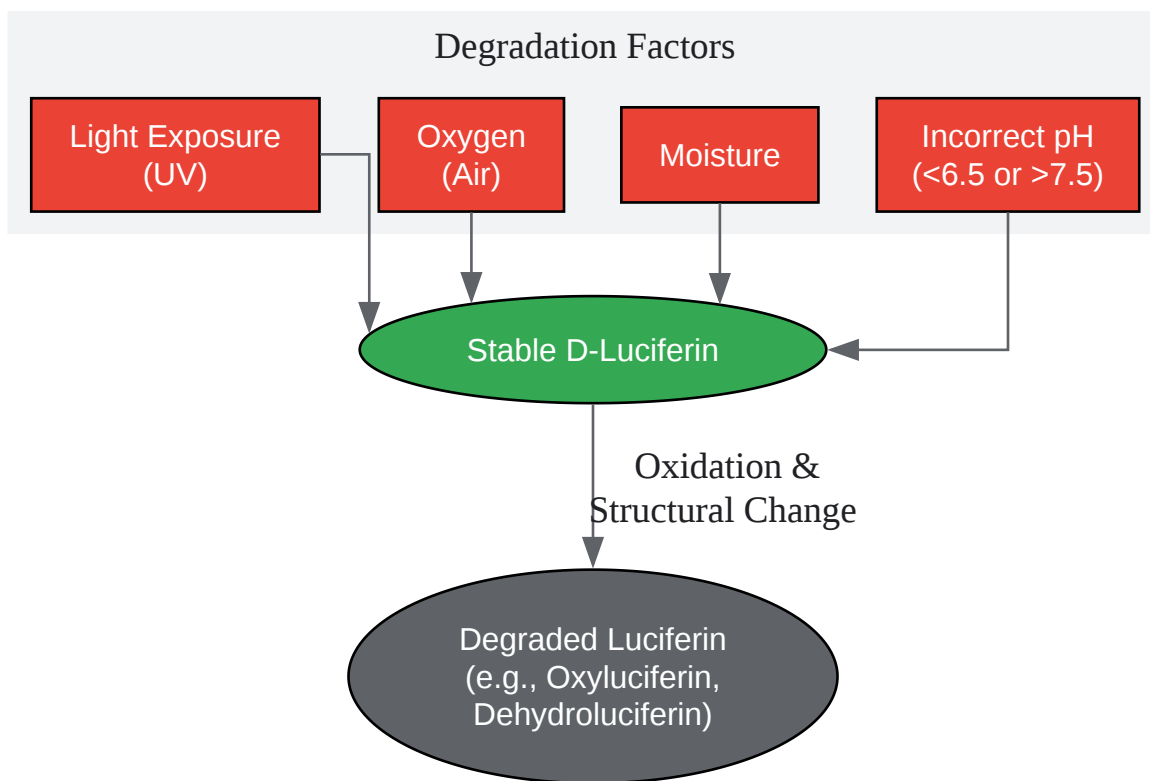 Degradation Factors
Light Exposure
(UV)
Oxygen
(Air)
Moisture
Incorrect pH
(<6.5 or >7.5)
Stable D-Luciferin
Oxidation &
Structural Change
Degraded Luciferin
(e.g., Oxyluciferin,
Dehydroluciferin)